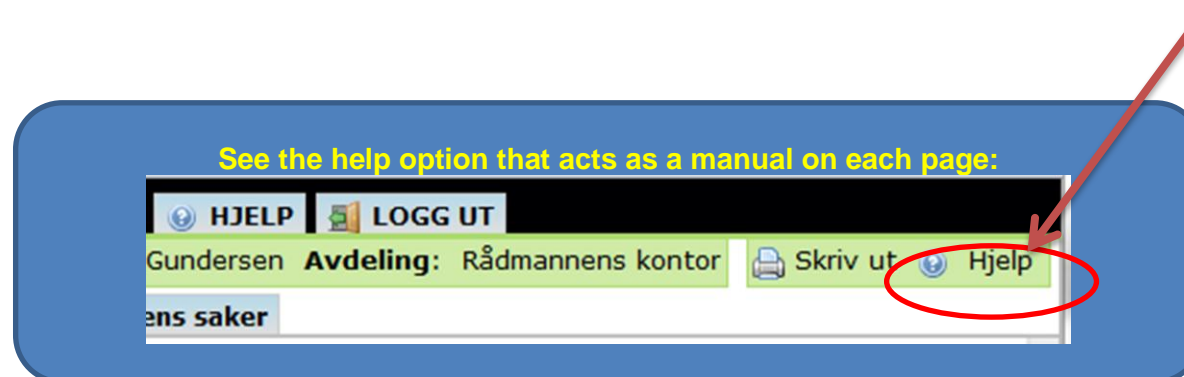 See the help option that acts as a manual on each page:
HJELP LOGG UT
Gundersen Avdeling: Rådmannens kontor Skriv ut Hjelp
ens saker